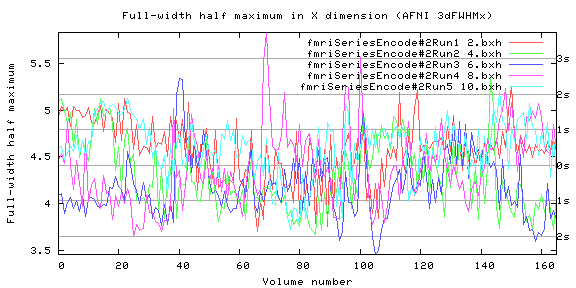 Full-width half maximum in X dimension (AFNI 3dFWHMx)
fmriSeriesEncode#2Run1 2.bxh
fmriSeriesEncode#2Run2 4.bxh
fmriSeriesEncode#2Run3 6.bxh
fmriSeriesEncode#2Run4 8.bxh
fmriSeriesEncode#2Run5 10.bxh
Full-width half maximum
5.5
5
4.5
4
3.5
3s
2s
1s
0s
1s
2s
0 20 40 60 80 100 120 140 160
Volume number